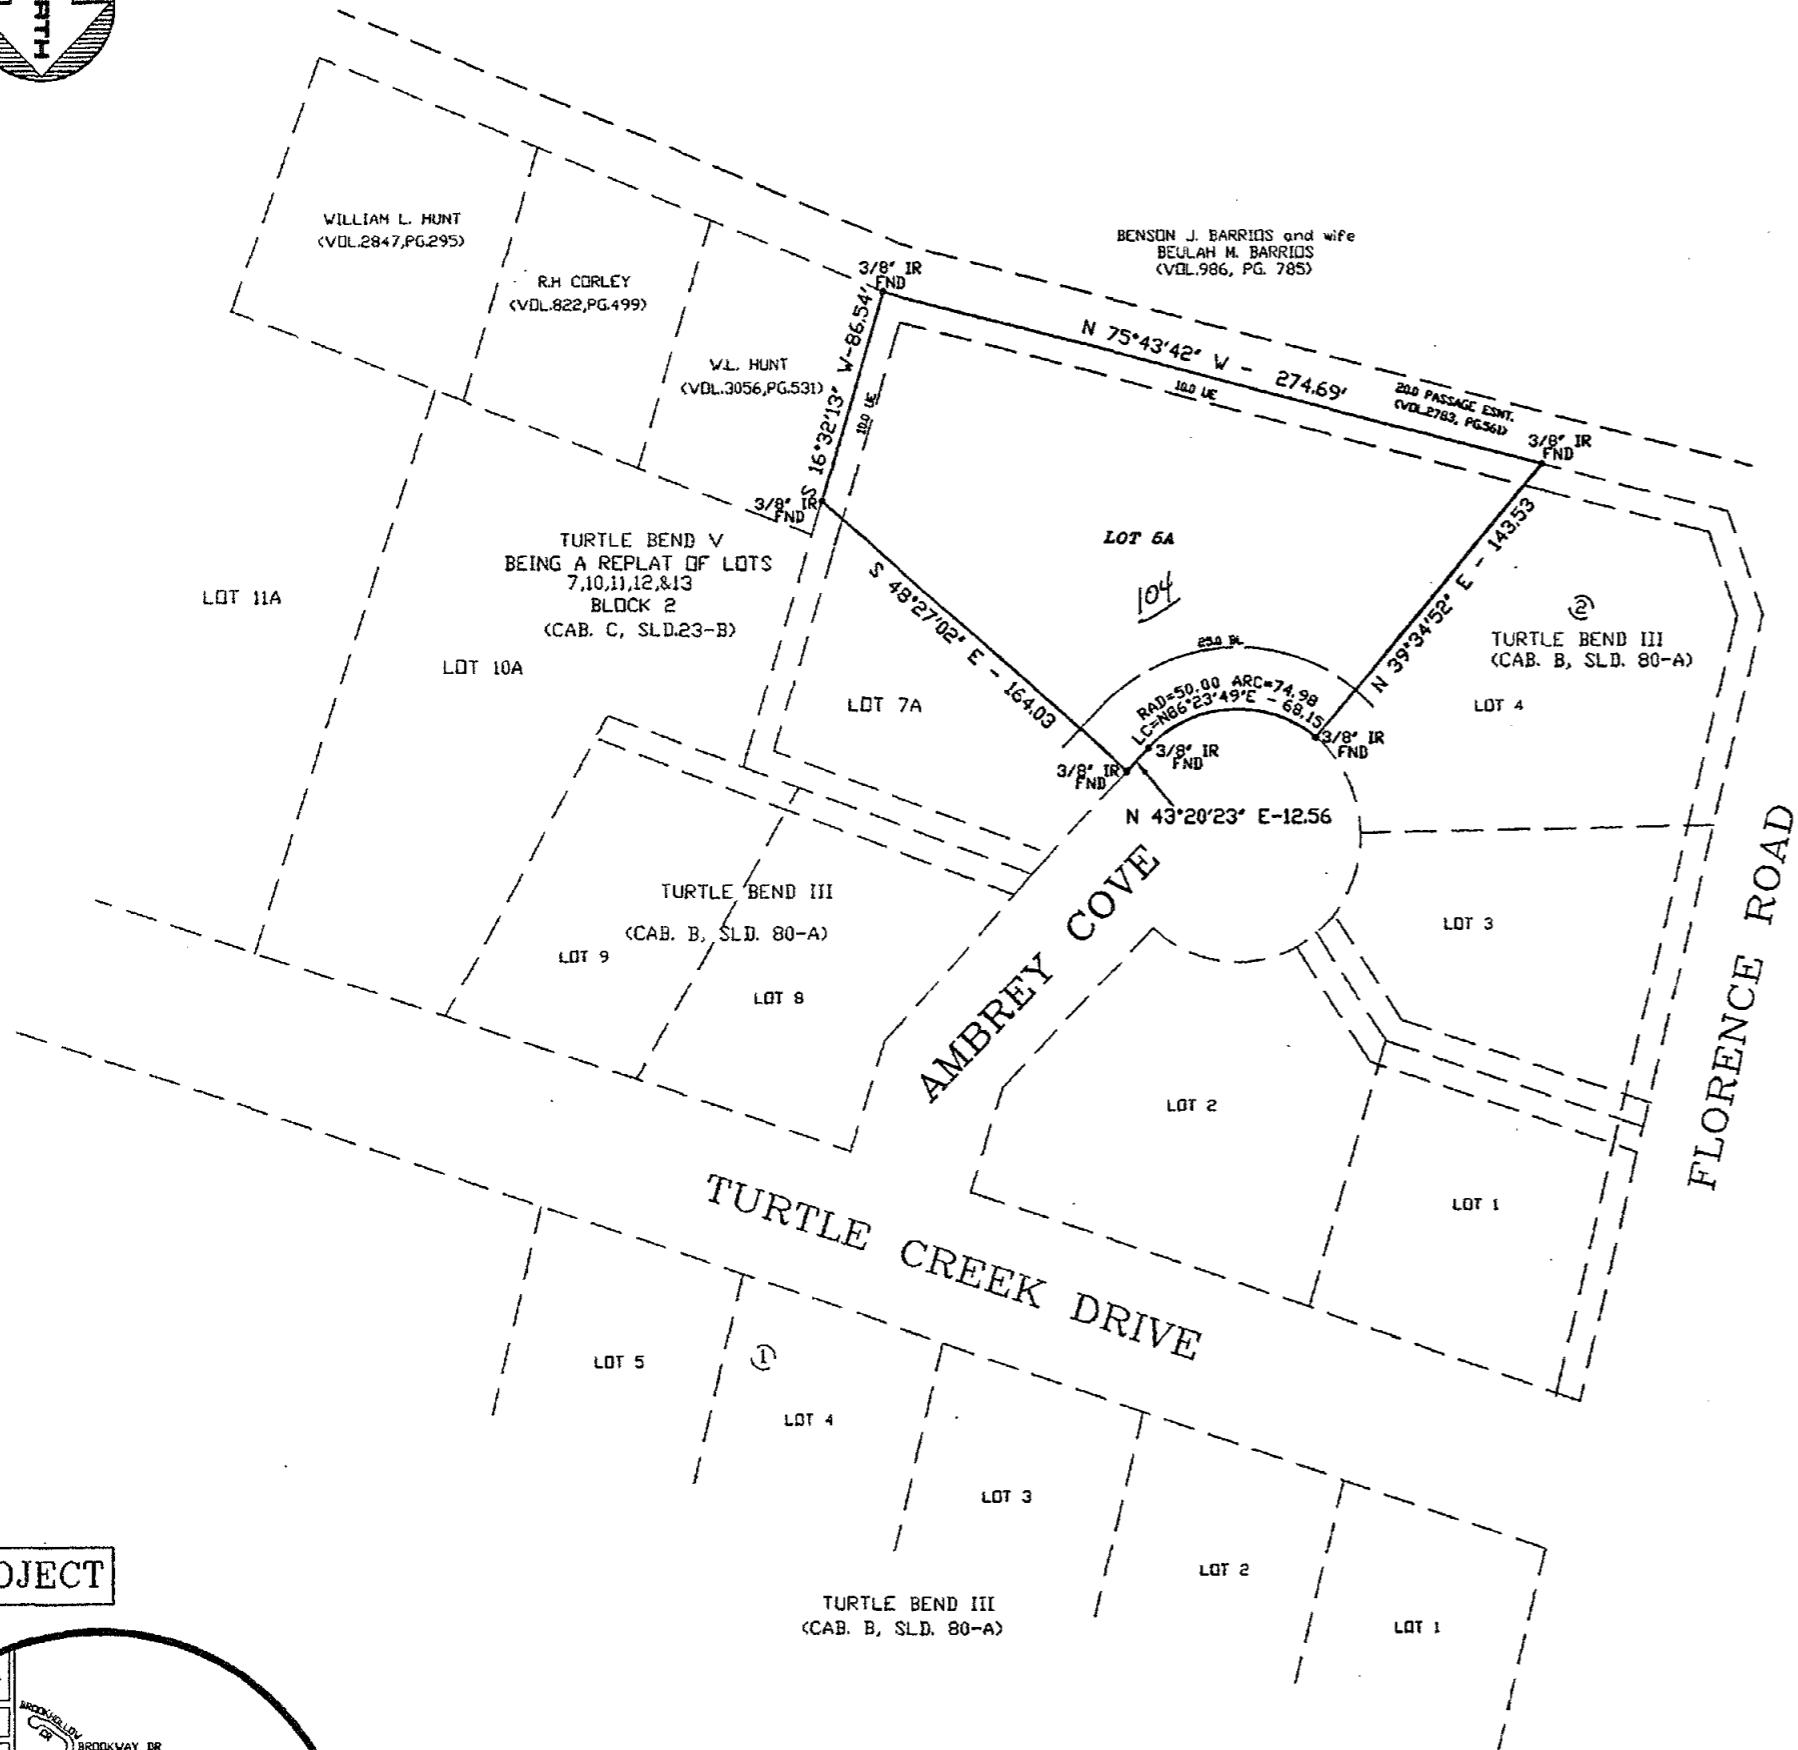 RTH
WILLIAM L. HUNT
(VOL.2847,PG.295)
R.H CORLEY
(VOL.822,PG.499)
V.L. HUNT
(VOL.3056,PG.531)
BENSON J. BARRIOS and wife
BEULAH M. BARRIOS
(VOL.986, PG. 785)
3/8" IR
FND
N 75°43'42" W - 274.69'
10.0 UE
20.0 PASSAGE ESMT.
(VOL.2783, PG.561)
3/8" IR
FND
S 16°32'13" W-86.54'
10.0 UE
3/8" IR
FND
TURTLE BEND V
BEING A REPLAT OF LOTS
7,10,11,12,&13
BLOCK 2
(CAB. C, SLD.23-B)
LOT 11A
LOT 10A
LOT 7A
S 48°27'02" E - 164.03
LOT 5A
104
25.0 BL
RAD=50.00 ARC=74.98
LC=N86°23'49"E - 68.15
N 39°34'52" E - 143.53
2
TURTLE BEND III
(CAB. B, SLD. 80-A)
LOT 4
3/8" IR
FND
3/8" IR
FND
3/8" IR
FND
N 43°20'23" E-12.56
AMBREY COVE
FLORENCE ROAD
TURTLE BEND III
(CAB. B, SLD. 80-A)
LOT 9
LOT 8
LOT 3
LOT 2
LOT 1
TURTLE CREEK DRIVE
LOT 5
1
LOT 4
LOT 3
LOT 2
LOT 1
TURTLE BEND III
(CAB. B, SLD. 80-A)
OJECT
BROOKHOLLOW
DR
BROOKWAY DR